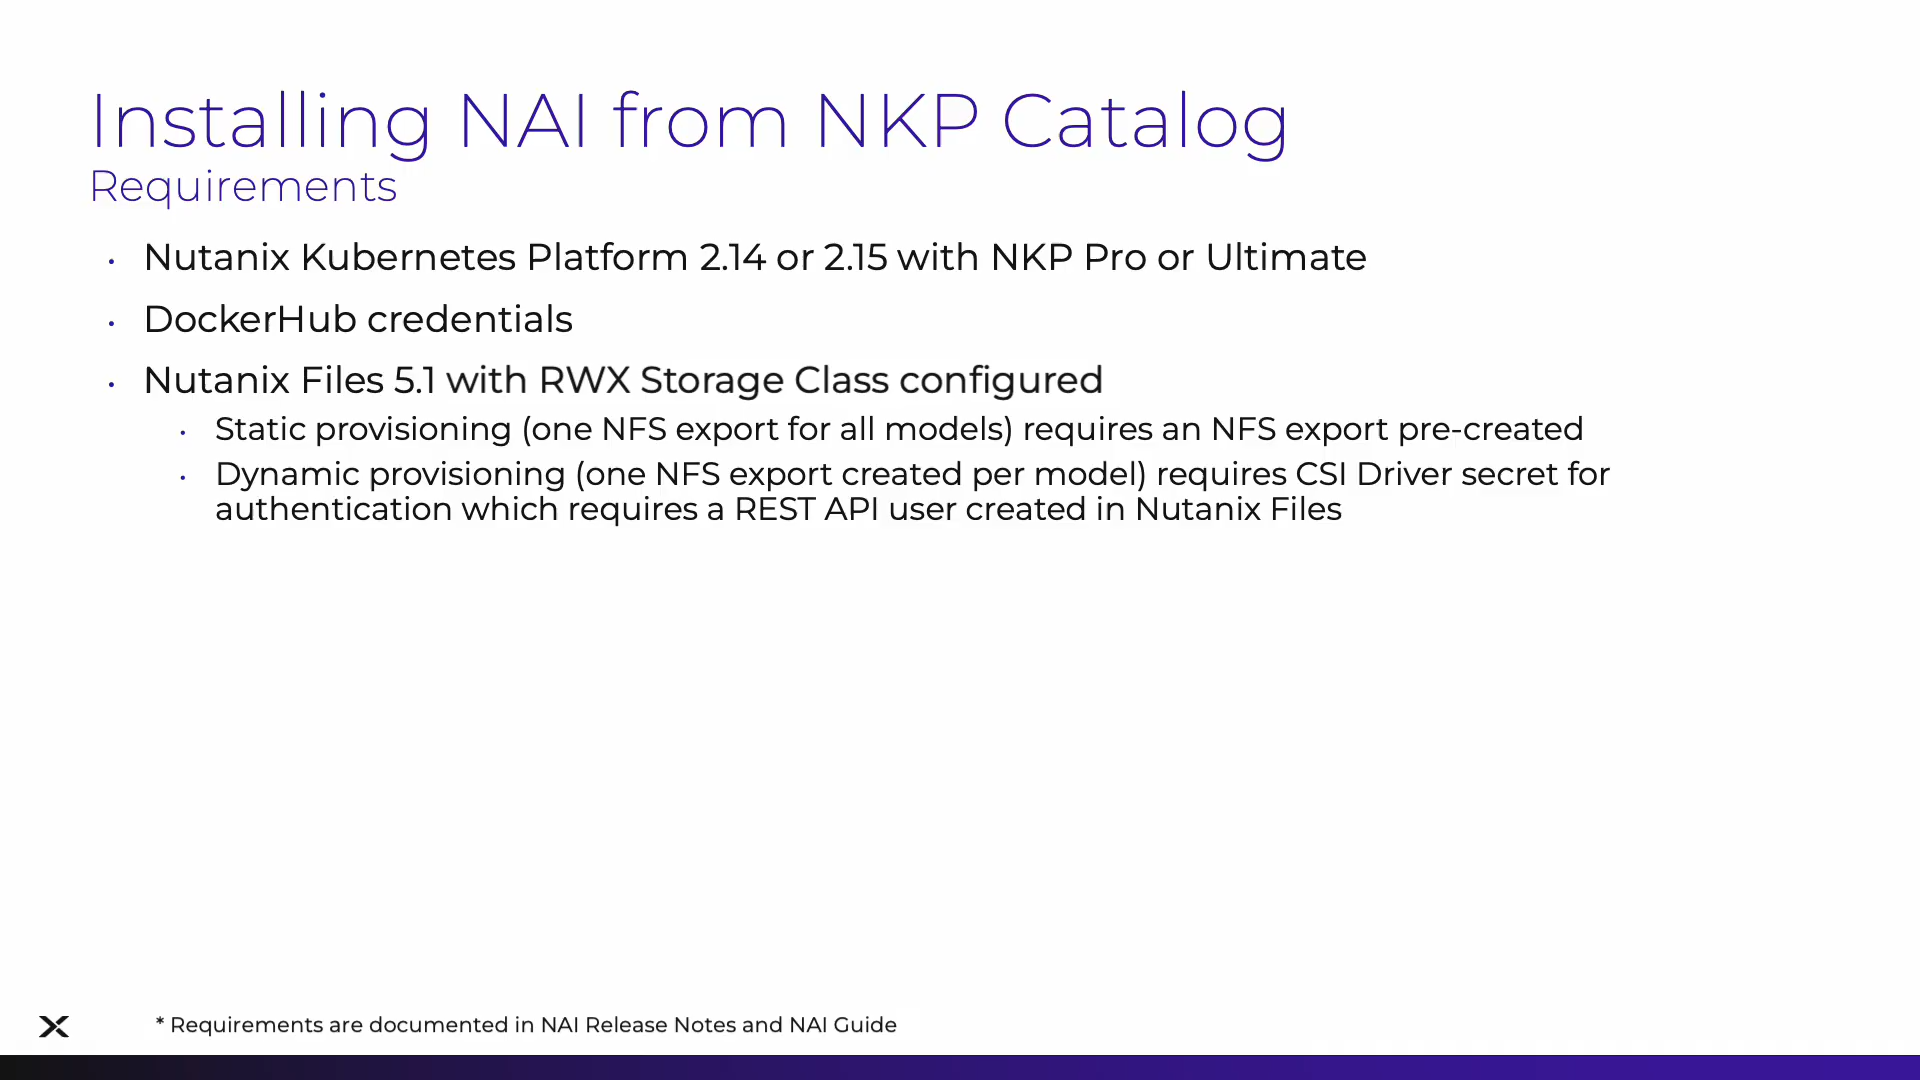 Installing NAI from NKP Catalog
Requirements
• Nutanix Kubernetes Platform 2.14 or 2.15 with NKP Pro or Ultimate
• DockerHub credentials
• Nutanix Files 5.1 with RWX Storage Class configured
• Static provisioning (one NFS export for all models) requires an NFS export pre-created
• Dynamic provisioning (one NFS export created per model) requires CSI Driver secret for
authentication which requires a REST API user created in Nutanix Files
* Requirements are documented in NAI Release Notes and NAI Guide